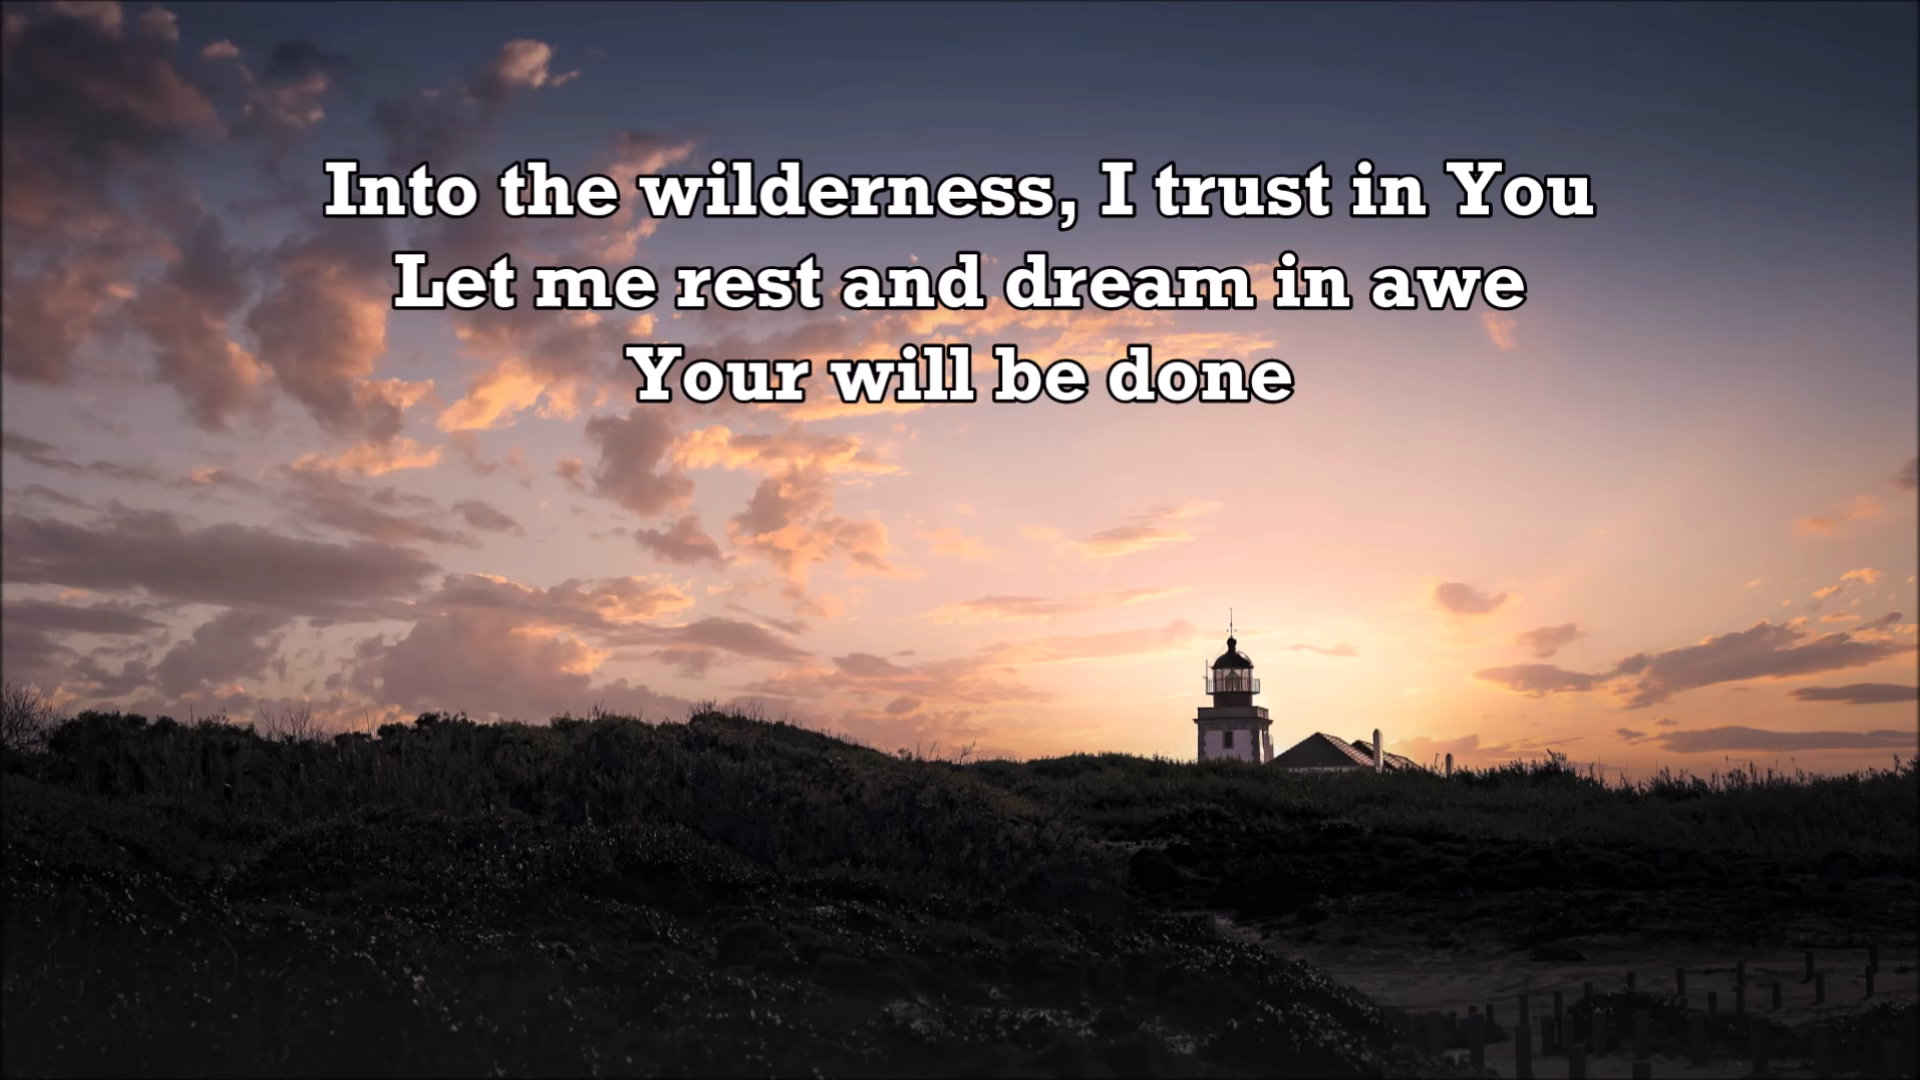 Into the wilderness, I trust in You
Let me rest and dream in awe
Your will be done